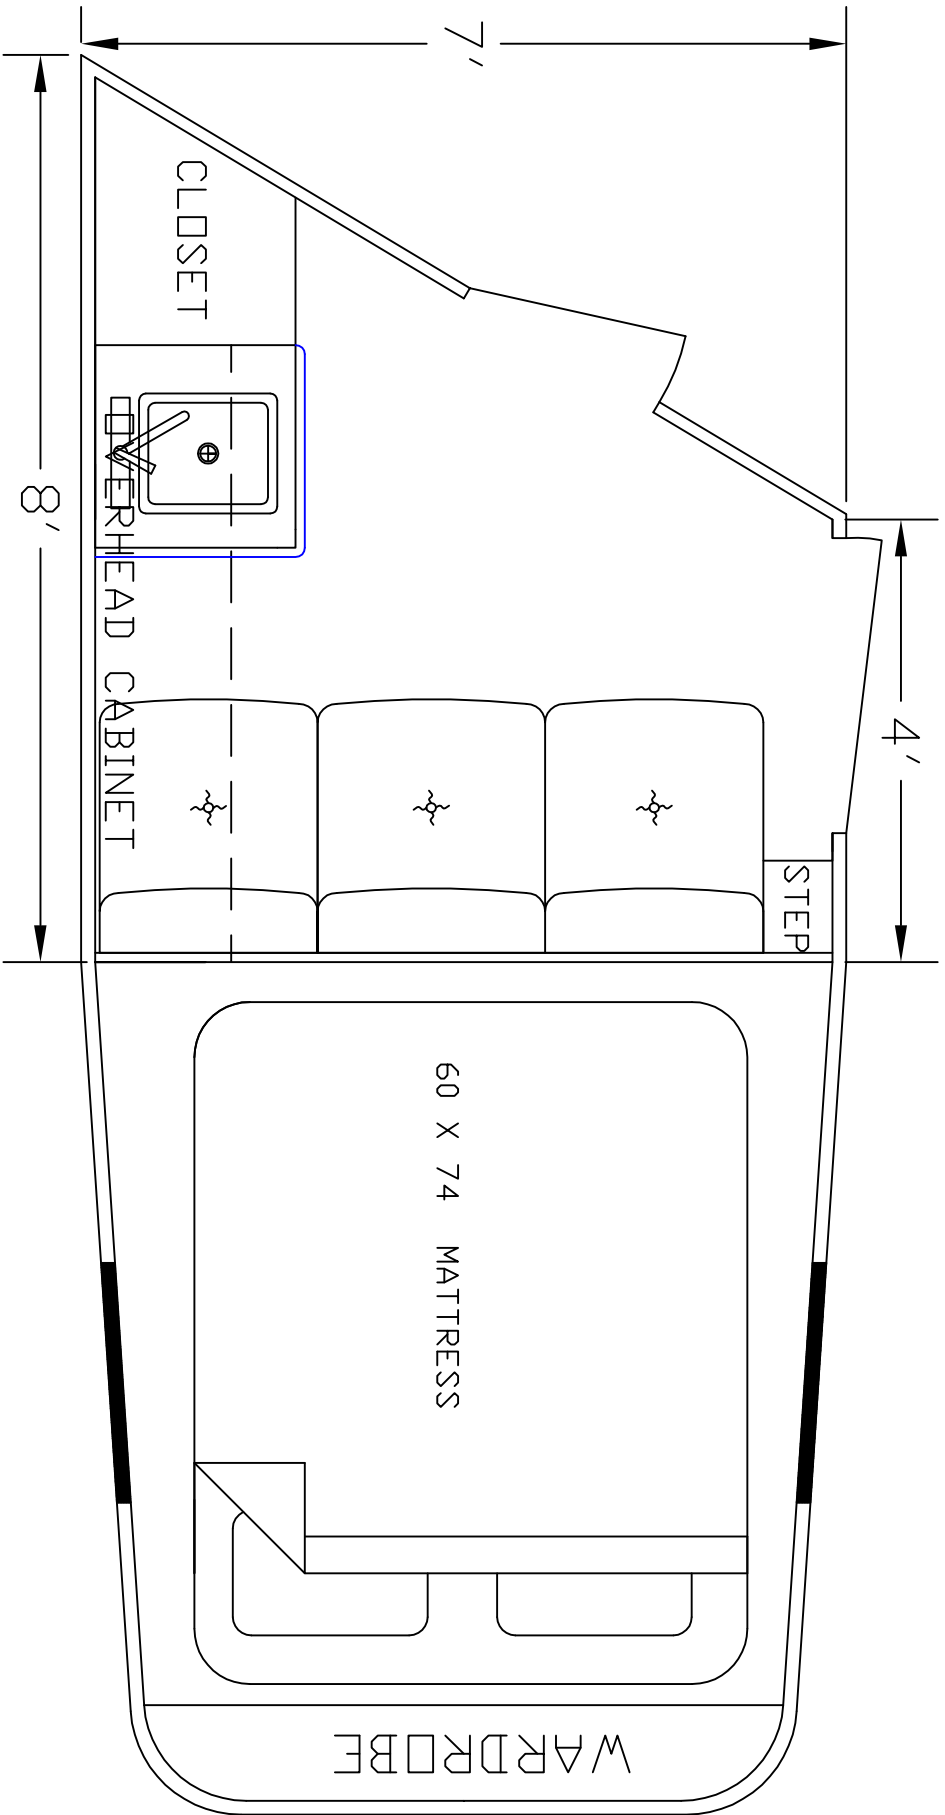 7'
8'
CLOSET
OVERHEAD CABINET
4'
STEP
60 X 74 MATTRESS
WARDROBE